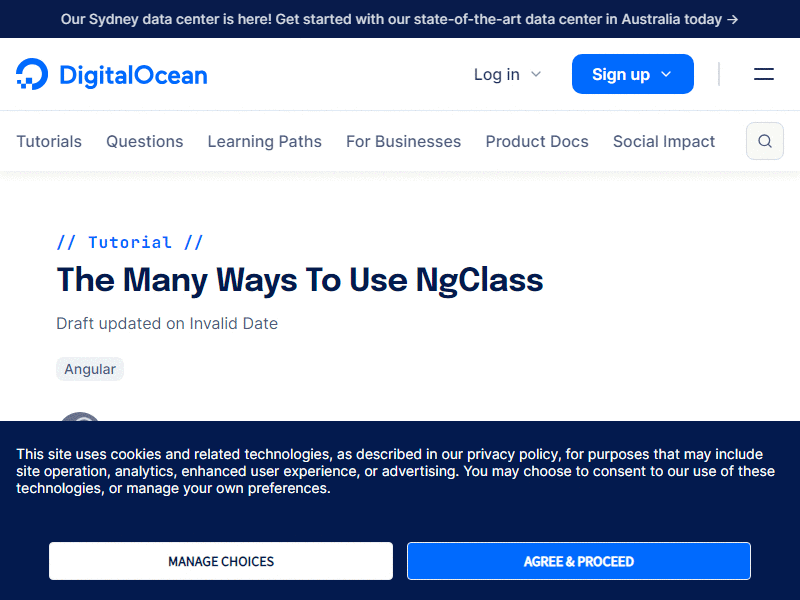 Our Sydney data center is here! Get started with our state-of-the-art data center in Australia today →
DigitalOcean
Log in
Sign up
Tutorials
Questions
Learning Paths
For Businesses
Product Docs
Social Impact
// Tutorial //
The Many Ways To Use NgClass
Draft updated on Invalid Date
Angular
This site uses cookies and related technologies, as described in our privacy policy, for purposes that may include
site operation, analytics, enhanced user experience, or advertising. You may choose to consent to our use of these
technologies, or manage your own preferences.
MANAGE CHOICES
AGREE & PROCEED